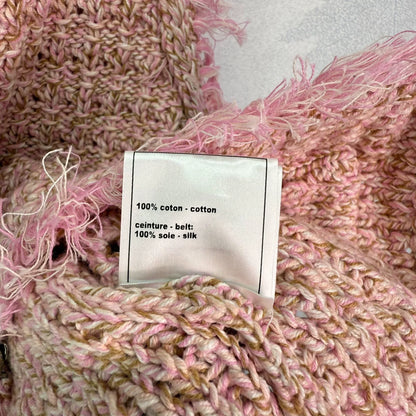 100% coton - cotton
ceinture - belt:
100% soie - silk